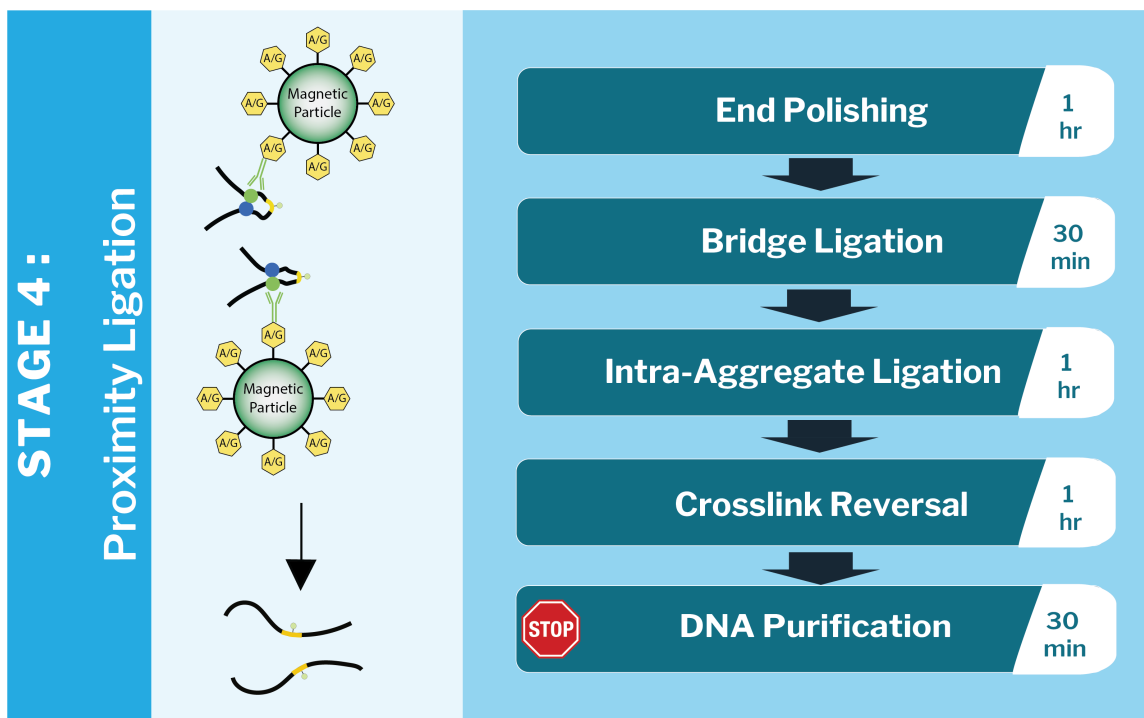 STAGE 4 :
Proximity Ligation
A/G
A/G
A/G
A/G
Magnetic
Particle
A/G
A/G
A/G
A/G
A/G
A/G
A/G
A/G
Magnetic
Particle
A/G
A/G
A/G
A/G
End Polishing
1
hr
Bridge Ligation
30
min
Intra-Aggregate Ligation
1
hr
Crosslink Reversal
1
hr
STOP
DNA Purification
30
min